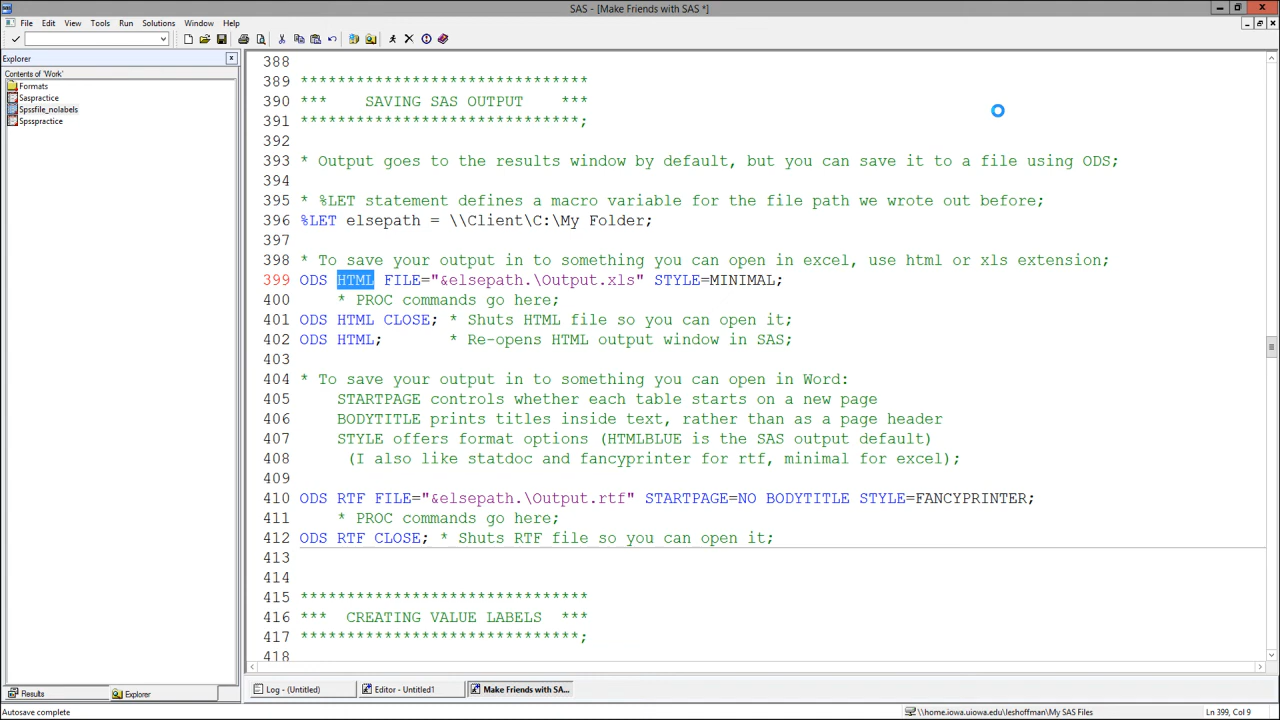 SAS - [Make Friends with SAS *]
File Edit View Tools Run Solutions Window Help
Explorer x
Contents of 'Work'
Formats
Saspractice
Spssfile_nolabels
Spsspractice
388
389 *******************************
390 *** SAVING SAS OUTPUT ***
391 ******************************;
392
393 * Output goes to the results window by default, but you can save it to a file using ODS;
394
395 * %LET statement defines a macro variable for the file path we wrote out before;
396 %LET elsepath = \\Client\C:\My Folder;
397
398 * To save your output in to something you can open in excel, use html or xls extension;
399 ODS HTML FILE="&elsepath.\Output.xls" STYLE=MINIMAL;
400 * PROC commands go here;
401 ODS HTML CLOSE; * Shuts HTML file so you can open it;
402 ODS HTML; * Re-opens HTML output window in SAS;
403
404 * To save your output in to something you can open in Word:
405 STARTPAGE controls whether each table starts on a new page
406 BODYTITLE prints titles inside text, rather than as a page header
407 STYLE offers format options (HTMLBLUE is the SAS output default)
408 (I also like statdoc and fancyprinter for rtf, minimal for excel);
409
410 ODS RTF FILE="&elsepath.\Output.rtf" STARTPAGE=NO BODYTITLE STYLE=FANCYPRINTER;
411 * PROC commands go here;
412 ODS RTF CLOSE; * Shuts RTF file so you can open it;
413
414
415 *******************************
416 *** CREATING VALUE LABELS ***
417 ******************************;
418
Results Explorer
Log - (Untitled) Editor - Untitled1 Make Friends with SA...
Autosave complete \\home.iowa.uiowa.edu\leshoffman\My SAS Files Ln 399, Col 9